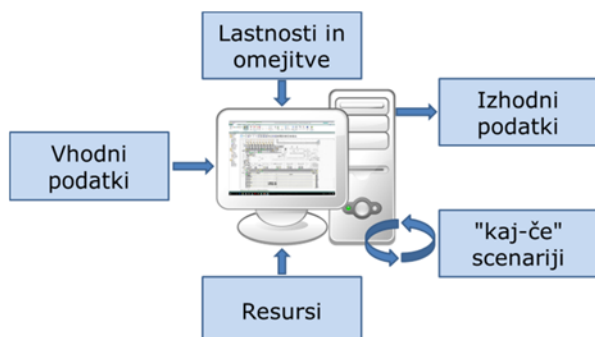 Lastnosti in
omejitve
Izhodni
podatki
Vhodni
podatki
"kaj-če"
scenariji
Resursi